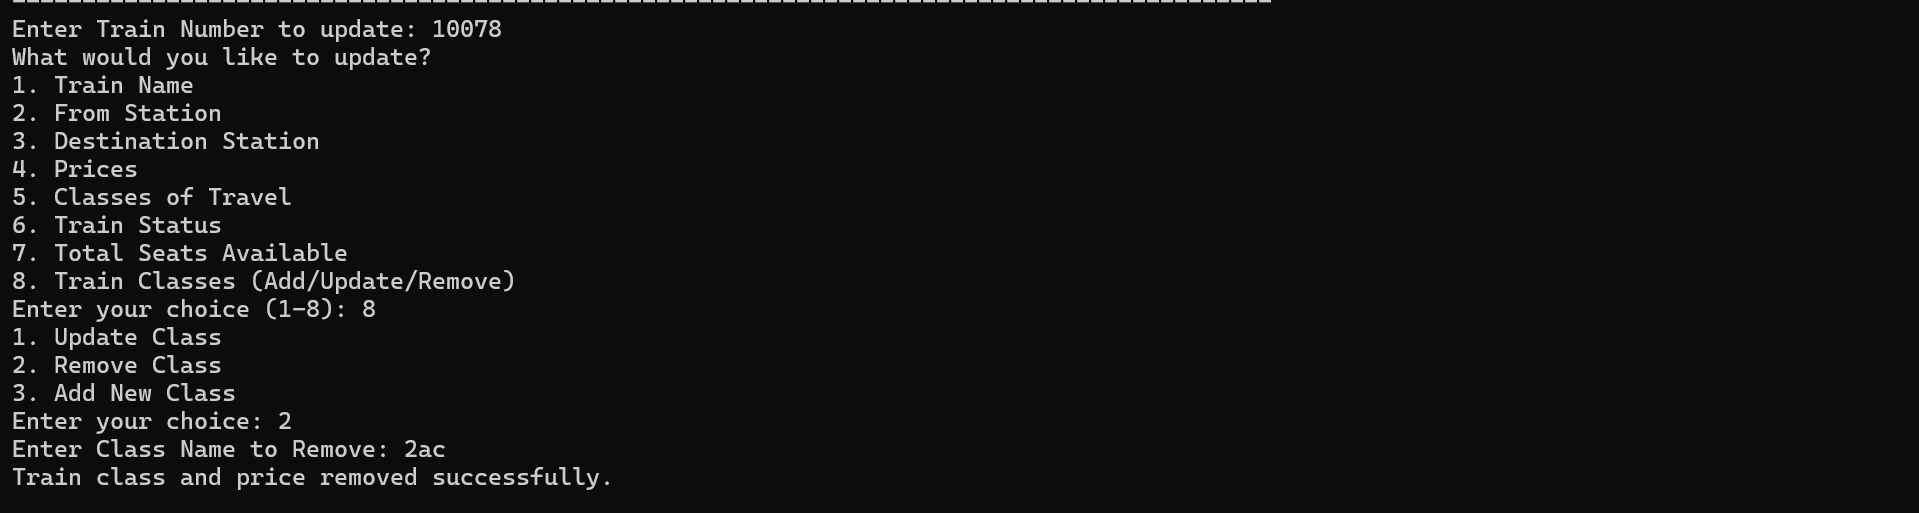 Enter Train Number to update: 10078
What would you like to update?
1. Train Name
2. From Station
3. Destination Station
4. Prices
5. Classes of Travel
6. Train Status
7. Total Seats Available
8. Train Classes (Add/Update/Remove)
Enter your choice (1-8): 8
1. Update Class
2. Remove Class
3. Add New Class
Enter your choice: 2
Enter Class Name to Remove: 2ac
Train class and price removed successfully.